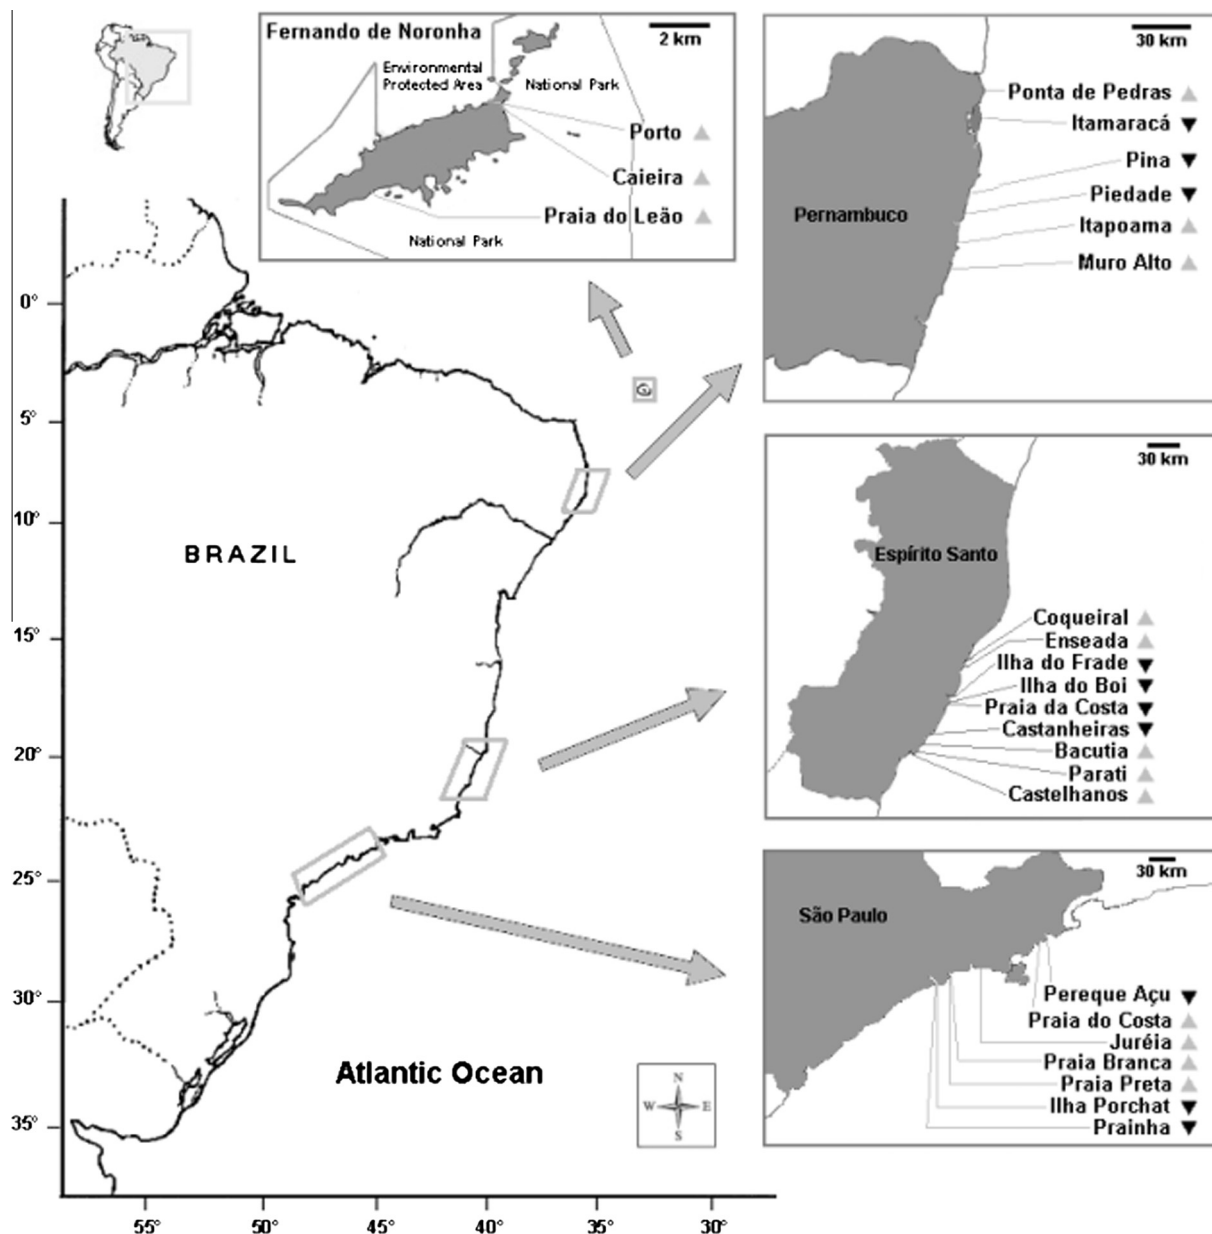 Fernando de Noronha
2 km
Environmental
Protected Area
National Park
Porto
Caieira
Praia do Leão
National Park
30 km
Ponta de Pedras
Itamaracá
Pina
Piedade
Pernambuco
Itapoama
Muro Alto
30 km
Espírito Santo
Coqueiral
Enseada
Ilha do Frade
Ilha do Boi
Praia da Costa
Castanheiras
Bacutia
Parati
Castelhanos
30 km
São Paulo
Pereque Açu
Praia do Costa
Juréia
Praia Branca
Praia Preta
Ilha Porchat
Prainha
0°
5°
10°
15°
20°
25°
30°
35°
BRAZIL
Atlantic Ocean
N
W E
S
55° 50° 45° 40° 35° 30°